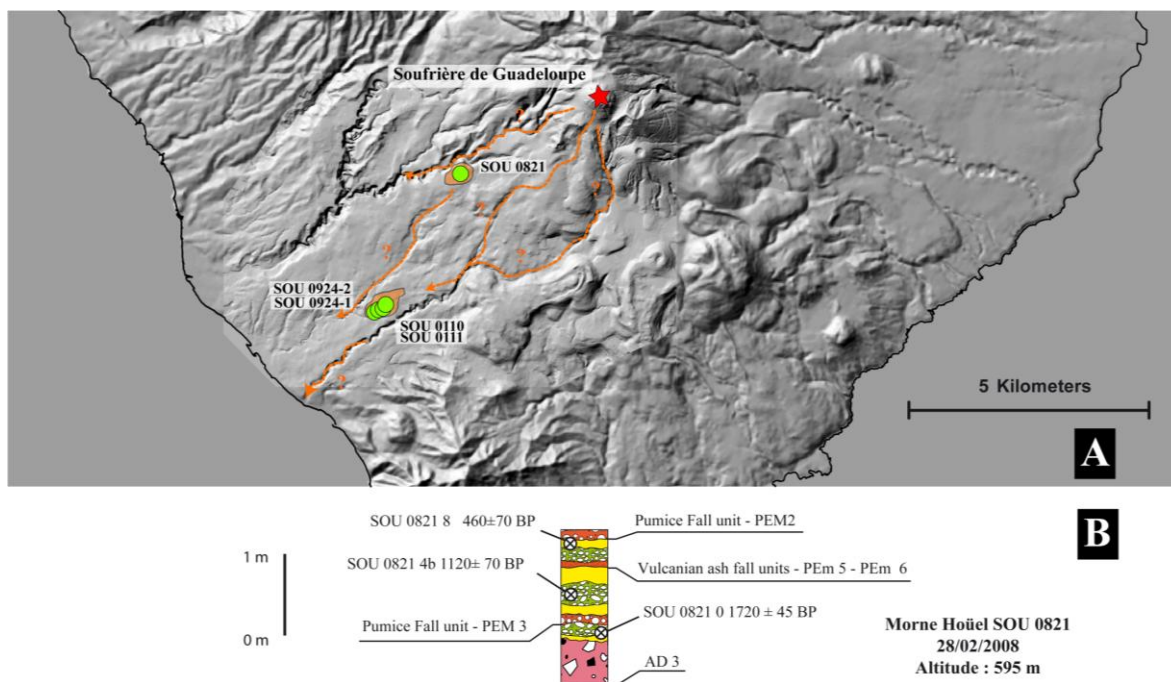 Soufrière de Guadeloupe
?
SOU 0821
?
?
?
?
SOU 0924-2
SOU 0924-1
SOU 0110
SOU 0111
?
5 Kilometers
A
B
SOU 0821 8 460±70 BP
Pumice Fall unit - PEM2
1 m
SOU 0821 4b 1120± 70 BP
Vulcanian ash fall units - PEm 5 - PEm 6
SOU 0821 0 1720 ± 45 BP
0 m
Pumice Fall unit - PEM 3
AD 3
Morne Hoüel SOU 0821
28/02/2008
Altitude : 595 m